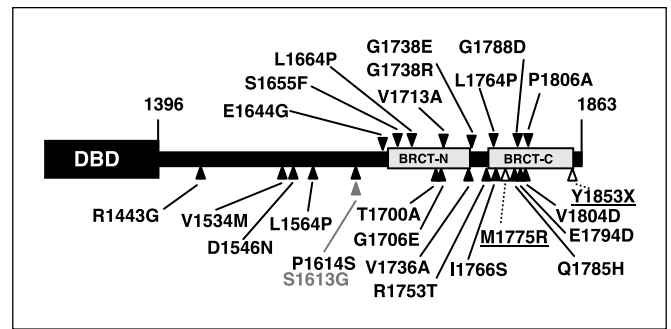 G1738E
G1788D
L1664P
G1738R
S1655F
L1764P
P1806A
V1713A
1396
E1644G
1863
DBD
BRCT-N
BRCT-C
R1443G
V1534M
L1564P
T1700A
Y1853X
D1546N
G1706E
M1775R
V1804D
P1614S
V1736A
I1766S
E1794D
S1613G
R1753T
Q1785H